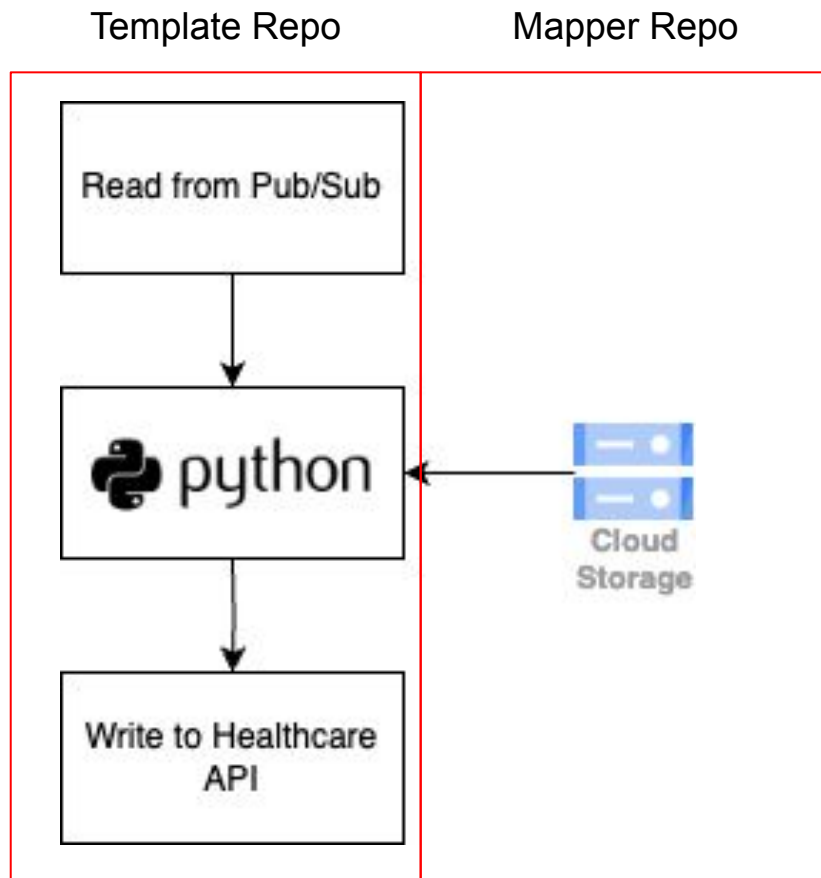 Template Repo
Mapper Repo
Read from Pub/Sub
python
Cloud
Storage
Write to Healthcare
API